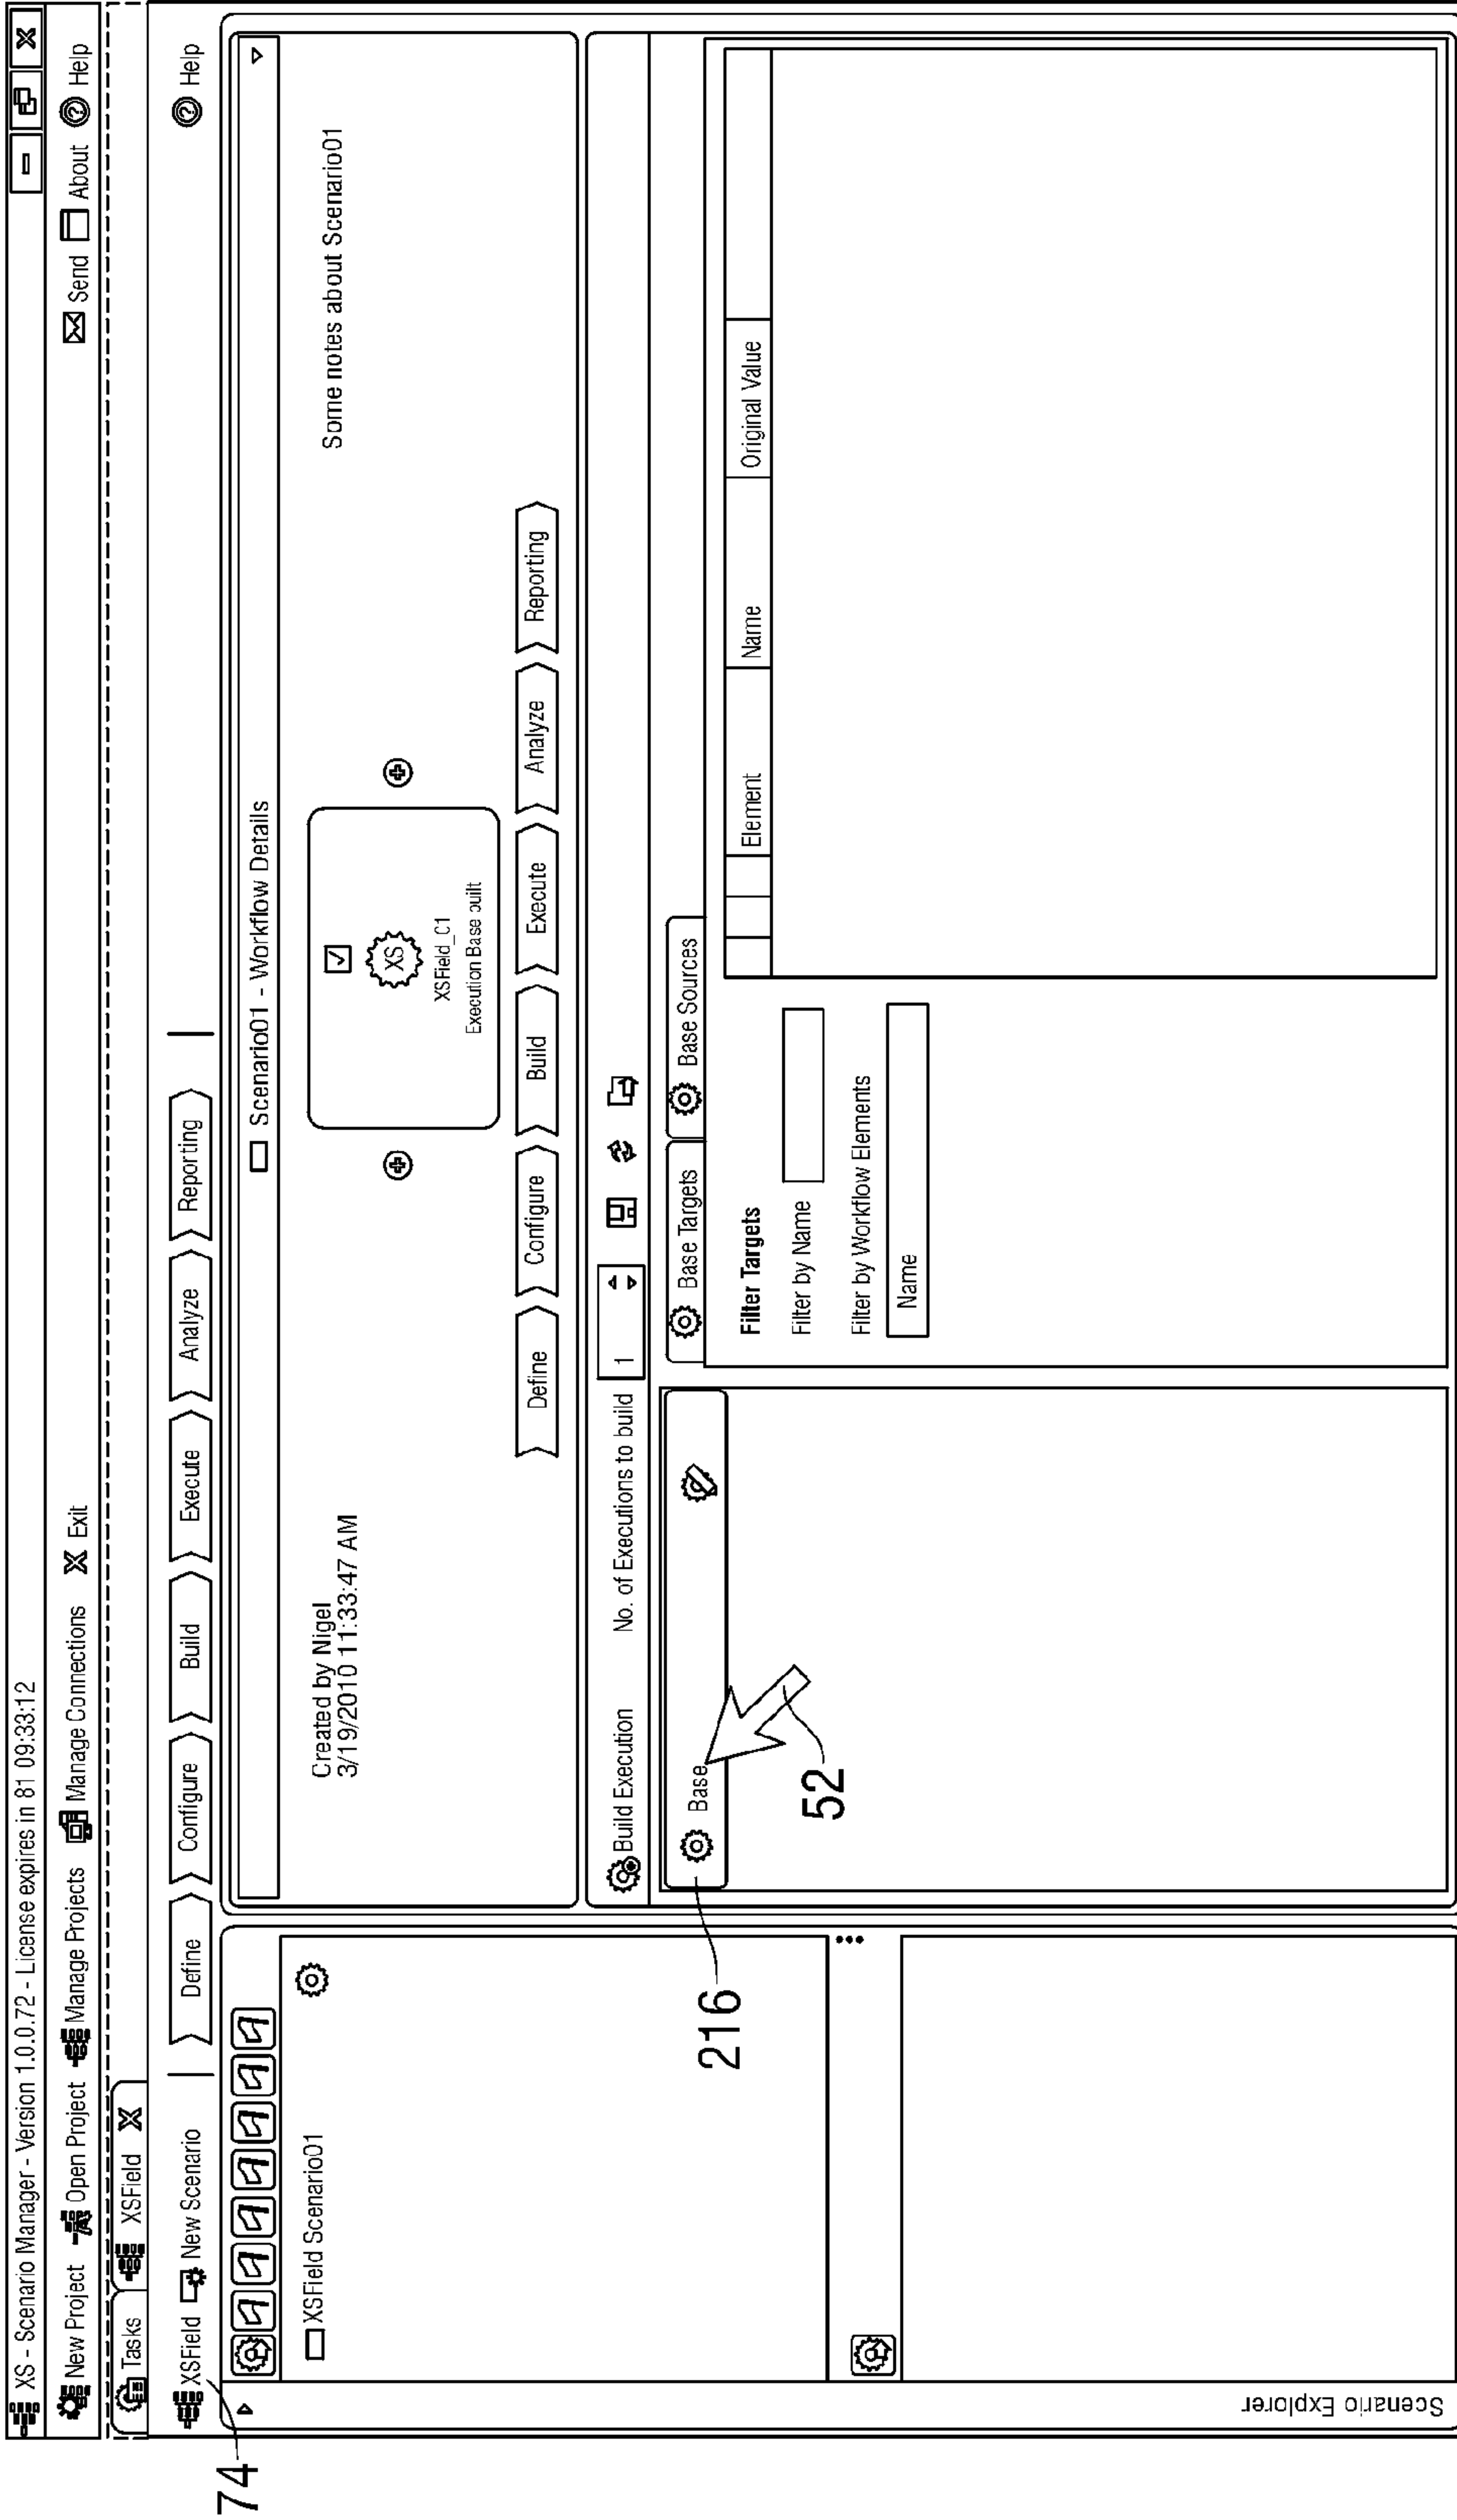 XS - Scenario Manager - Version 1.0.0.72 - License expires in 81 09:33:12
New Project Open Project Manage Projects Manage Connections X Exit Send About ? Help
Tasks XSField X
XSField New Scenario Define Configure Build Execute Analyze Reporting ? Help
74
Scenario Explorer
XSField Scenario01
Scenario01 - Workflow Details
Created by Nigel
3/19/2010 11:33:47 AM
XS
XSField_C1
Execution Base built
Some notes about Scenario01
Define Configure Build Execute Analyze Reporting
Build Execution No. of Executions to build 1
Base
216
52
Base Targets Base Sources
Filter Targets
Filter by Name
Filter by Workflow Elements
Name
Element Name Original Value